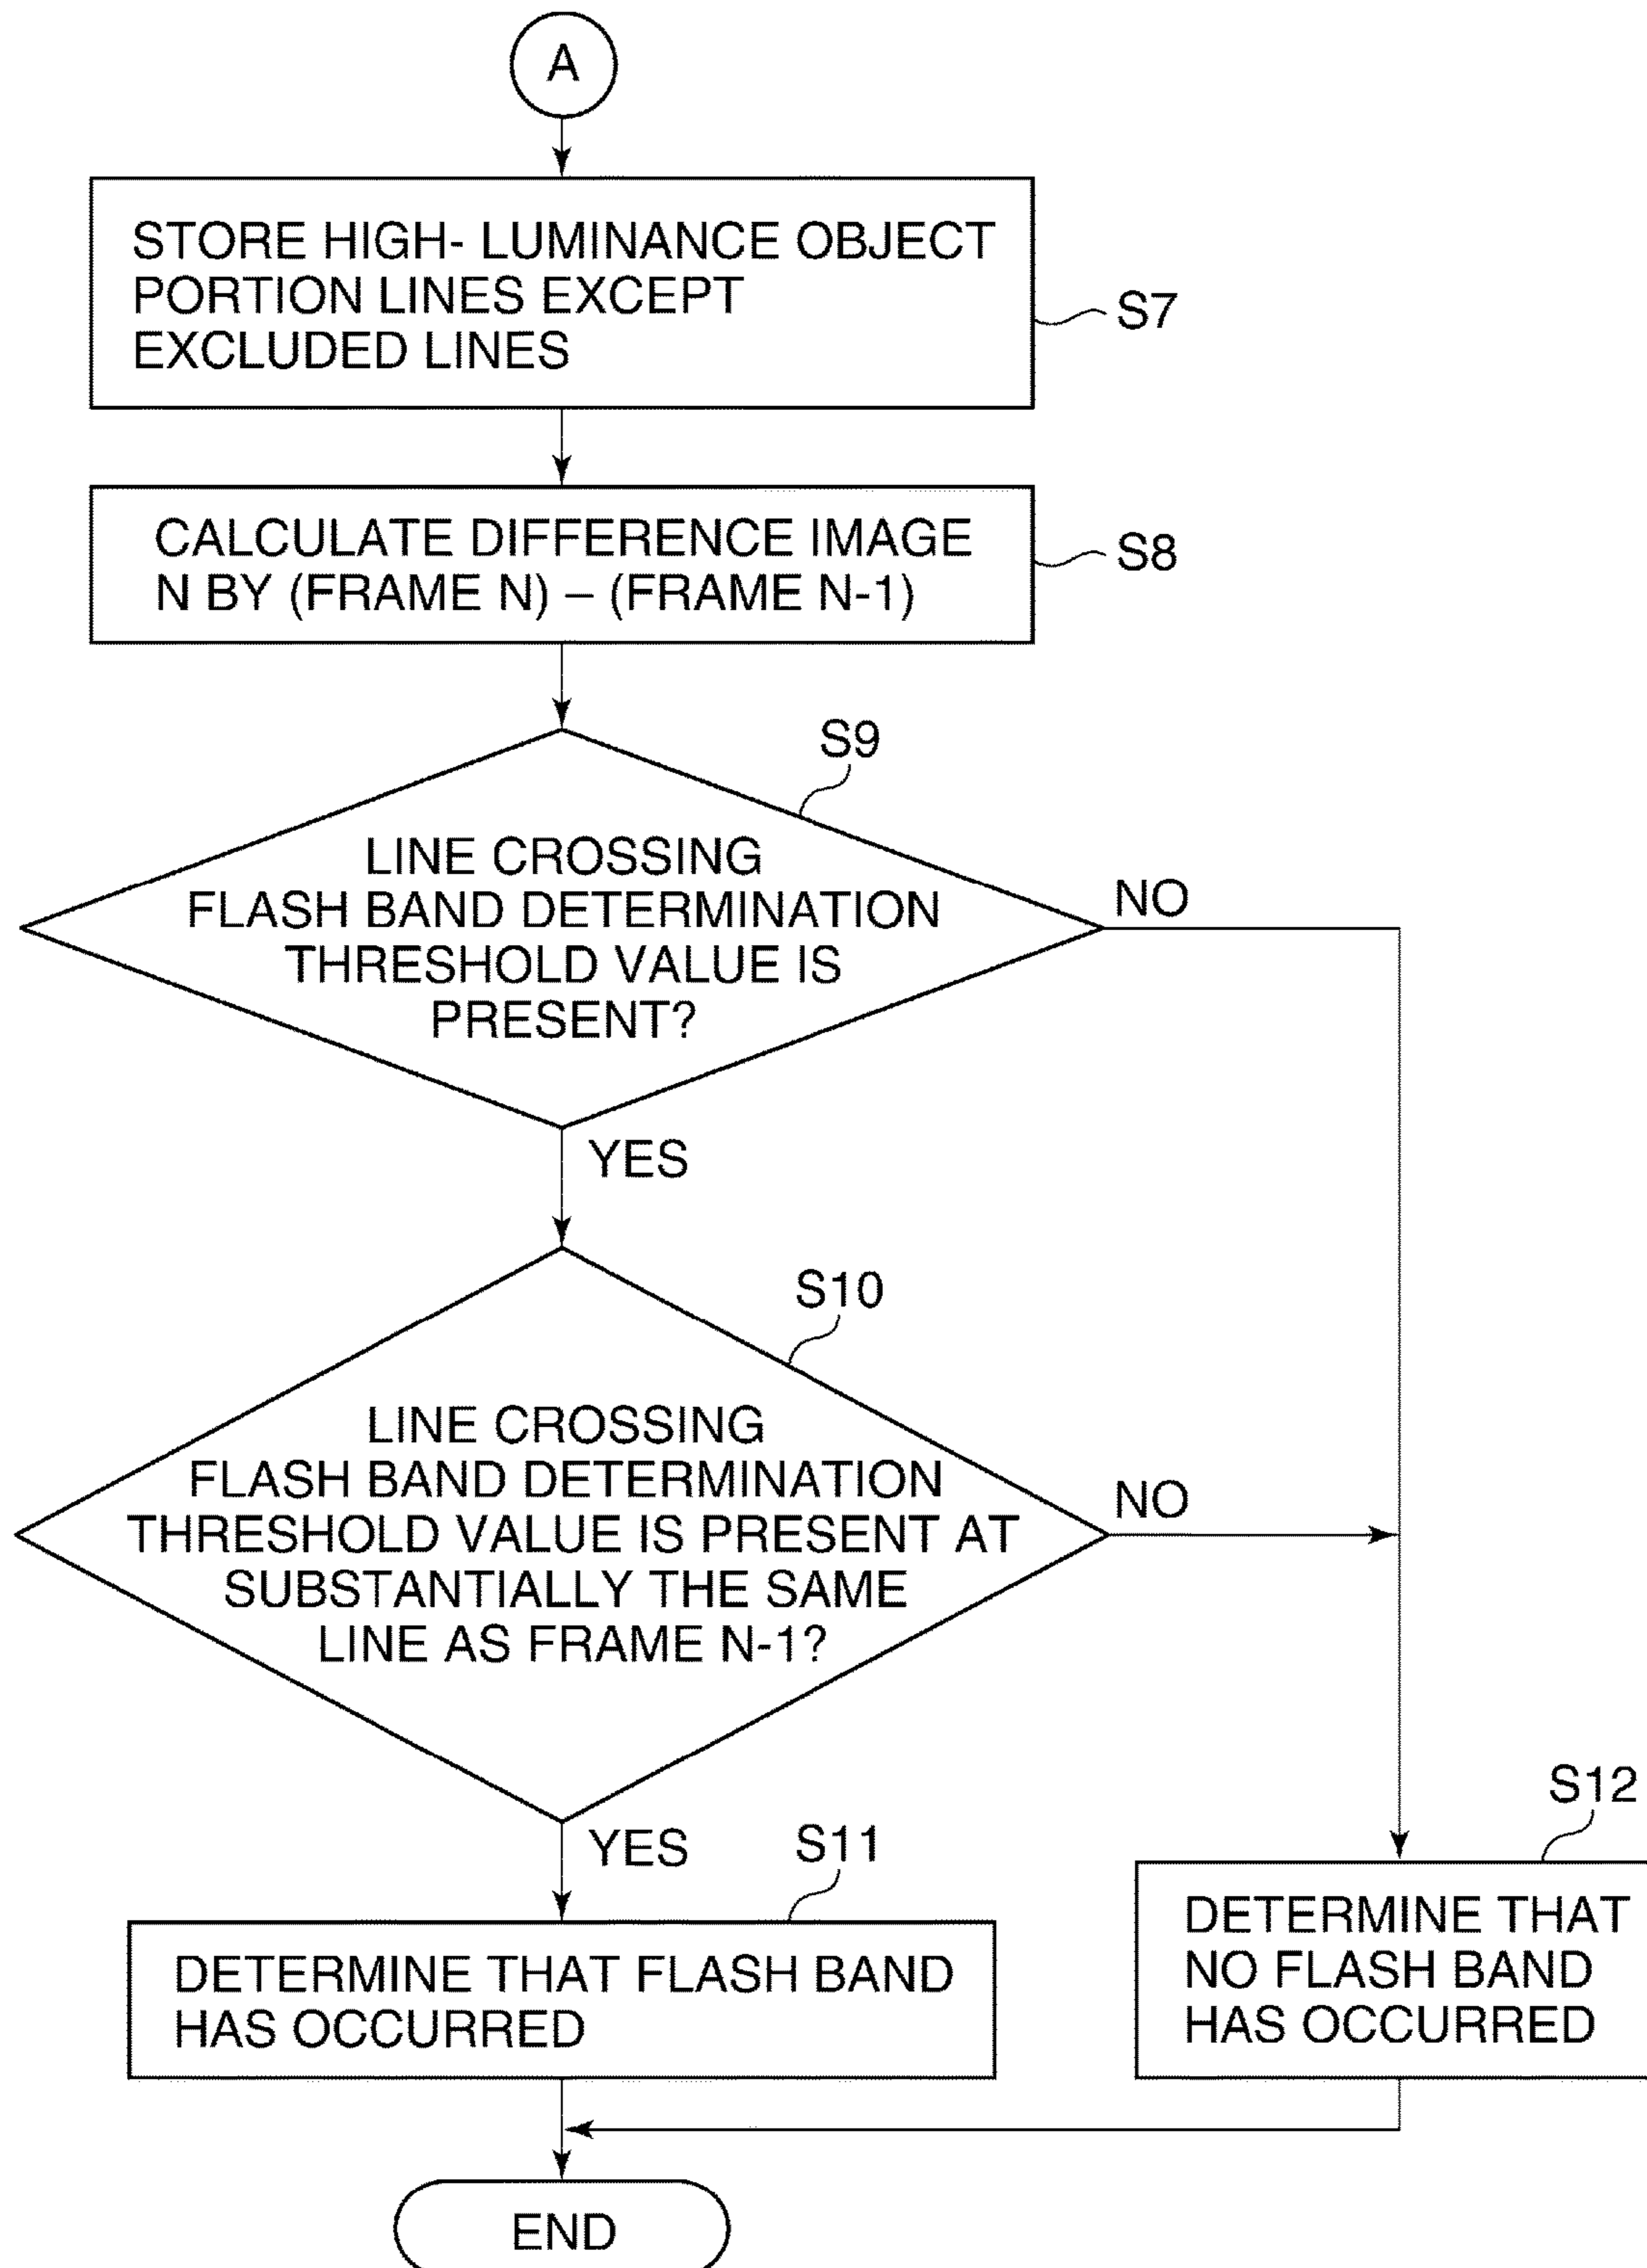 A
STORE HIGH- LUMINANCE OBJECT
PORTION LINES EXCEPT
EXCLUDED LINES
S7
CALCULATE DIFFERENCE IMAGE
N BY (FRAME N) – (FRAME N-1)
S8
S9
LINE CROSSING
FLASH BAND DETERMINATION
THRESHOLD VALUE IS
PRESENT?
NO
YES
S10
LINE CROSSING
FLASH BAND DETERMINATION
THRESHOLD VALUE IS PRESENT AT
SUBSTANTIALLY THE SAME
LINE AS FRAME N-1?
NO
YES
S11
DETERMINE THAT FLASH BAND
HAS OCCURRED
S12
DETERMINE THAT
NO FLASH BAND
HAS OCCURRED
END